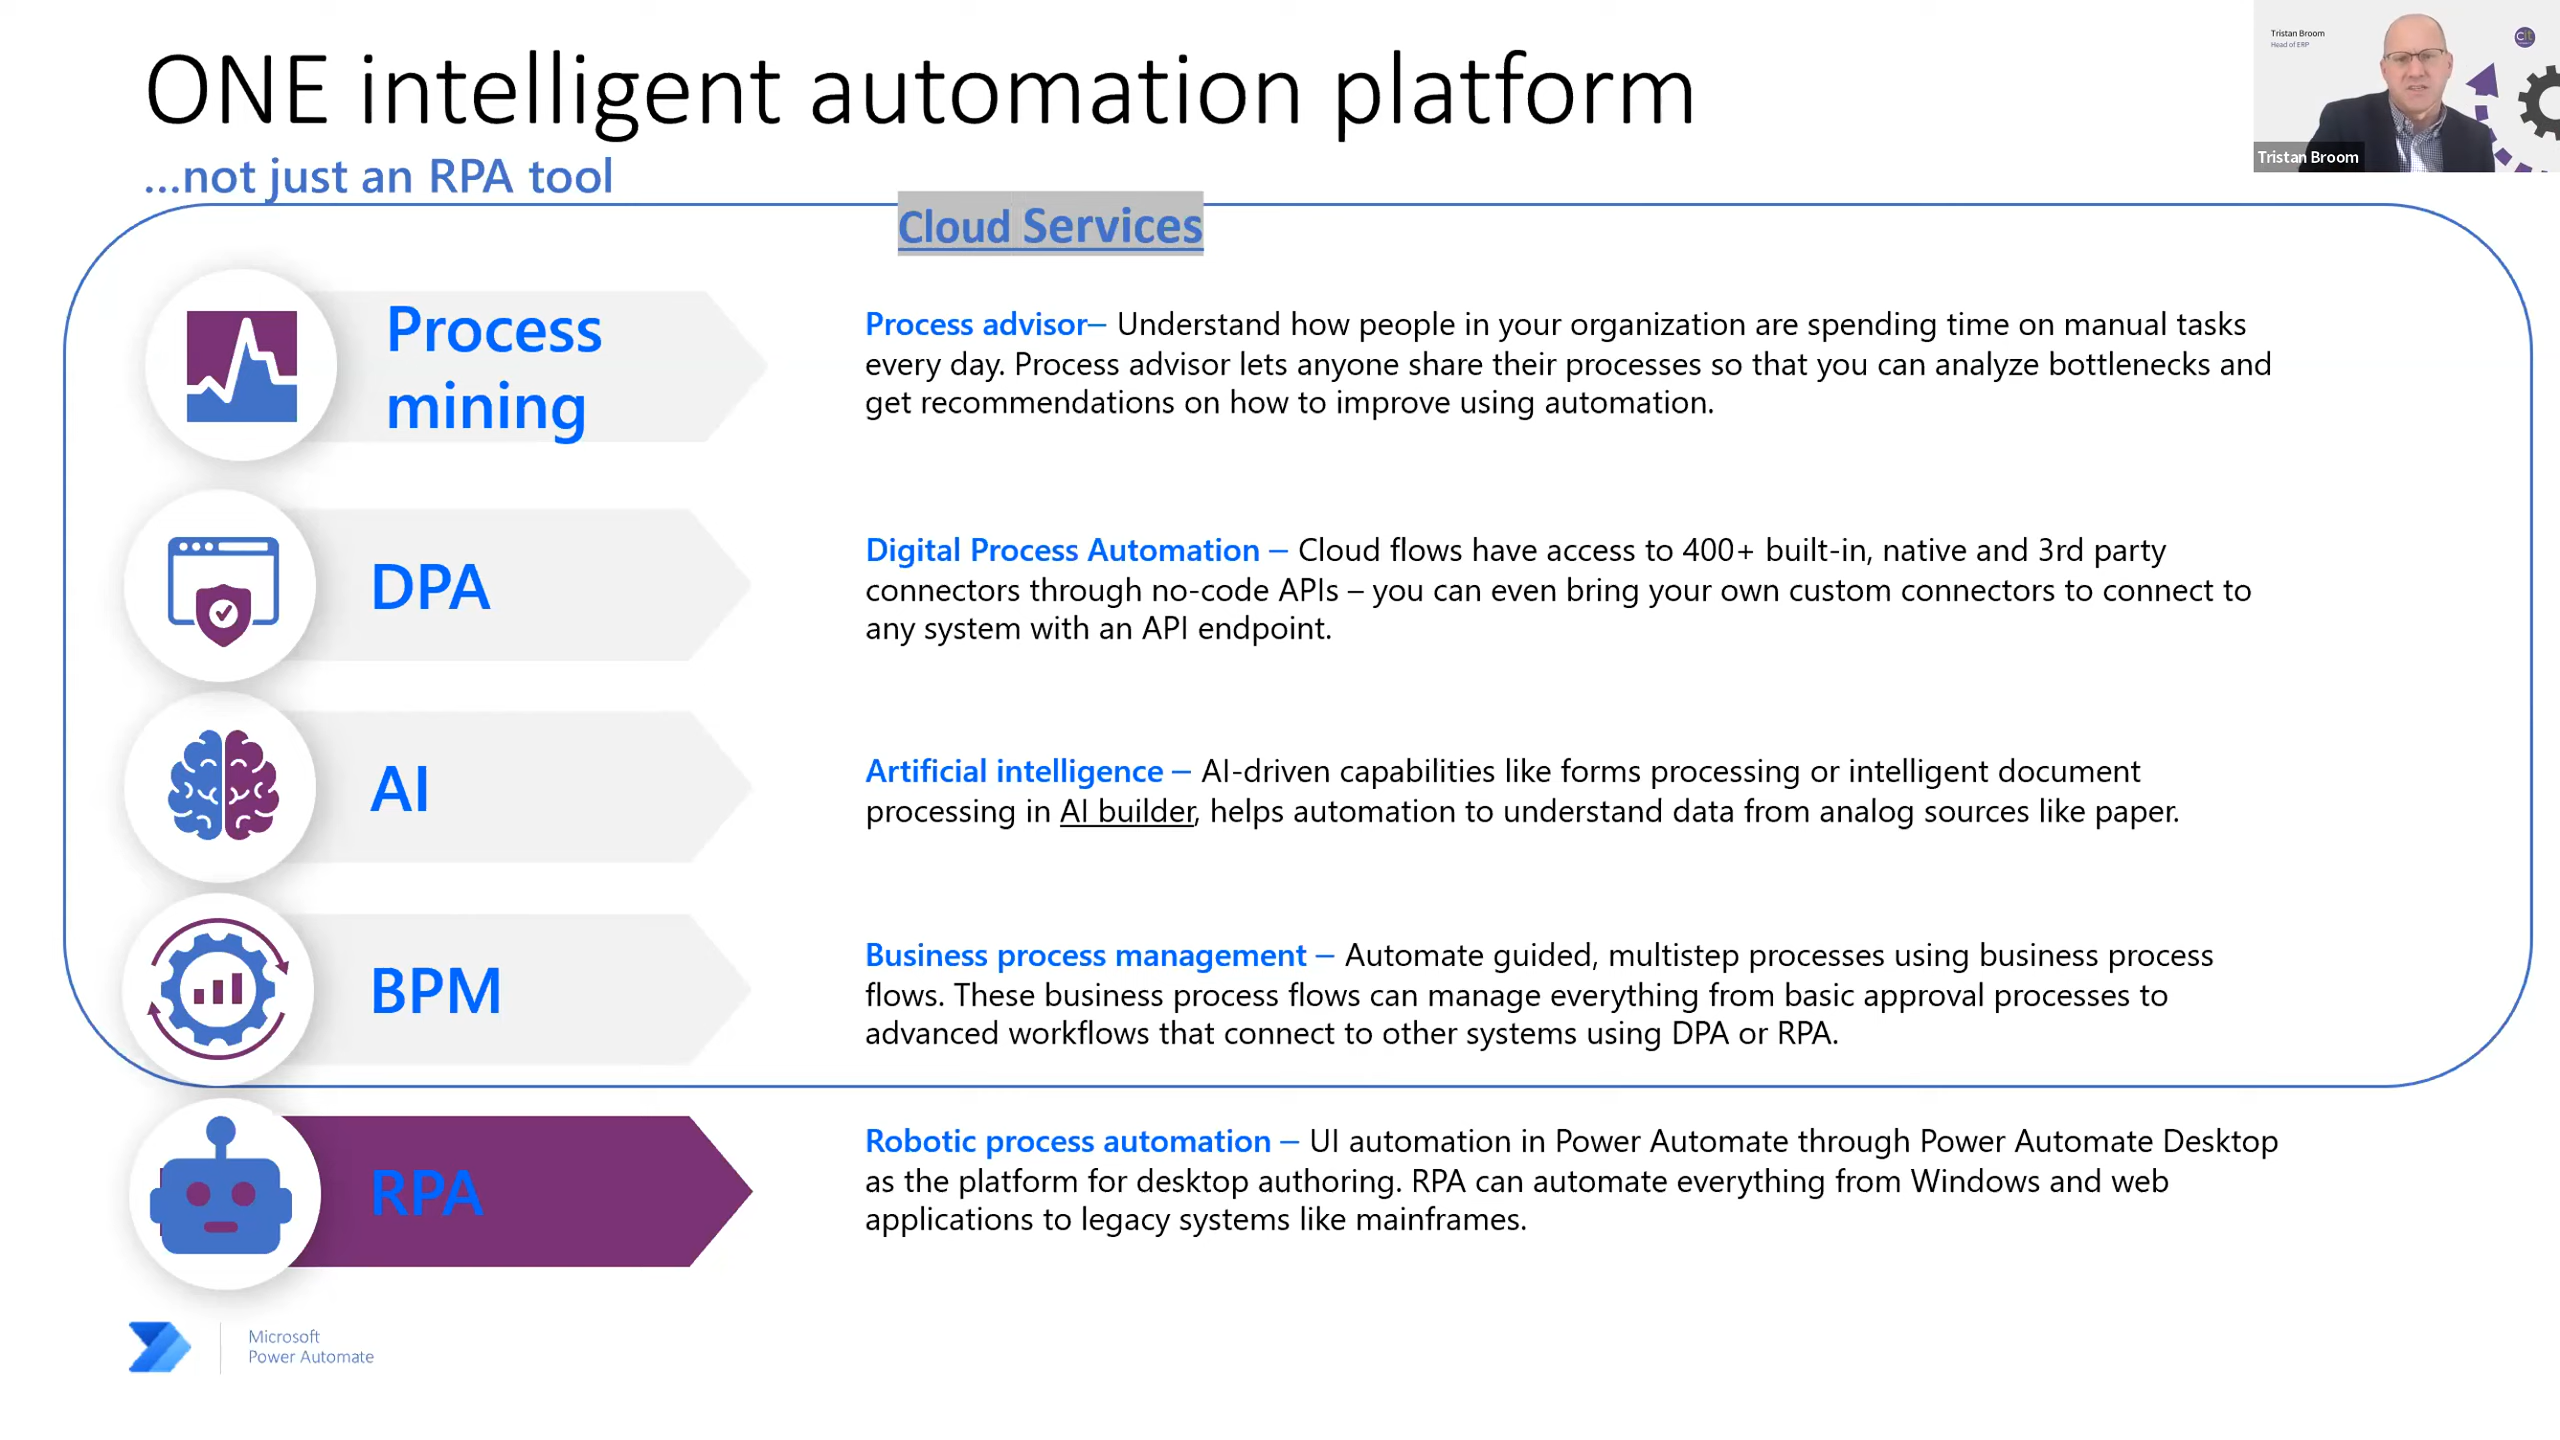 ONE intelligent automation platform
...not just an RPA tool
Tristan Broom
Head of ERP
cit
Tristan Broom
Cloud Services
Process
mining
Process advisor– Understand how people in your organization are spending time on manual tasks
every day. Process advisor lets anyone share their processes so that you can analyze bottlenecks and
get recommendations on how to improve using automation.
DPA
Digital Process Automation – Cloud flows have access to 400+ built-in, native and 3rd party
connectors through no-code APIs – you can even bring your own custom connectors to connect to
any system with an API endpoint.
AI
Artificial intelligence – AI-driven capabilities like forms processing or intelligent document
processing in AI builder, helps automation to understand data from analog sources like paper.
BPM
Business process management – Automate guided, multistep processes using business process
flows. These business process flows can manage everything from basic approval processes to
advanced workflows that connect to other systems using DPA or RPA.
RPA
Robotic process automation – UI automation in Power Automate through Power Automate Desktop
as the platform for desktop authoring. RPA can automate everything from Windows and web
applications to legacy systems like mainframes.
Microsoft
Power Automate